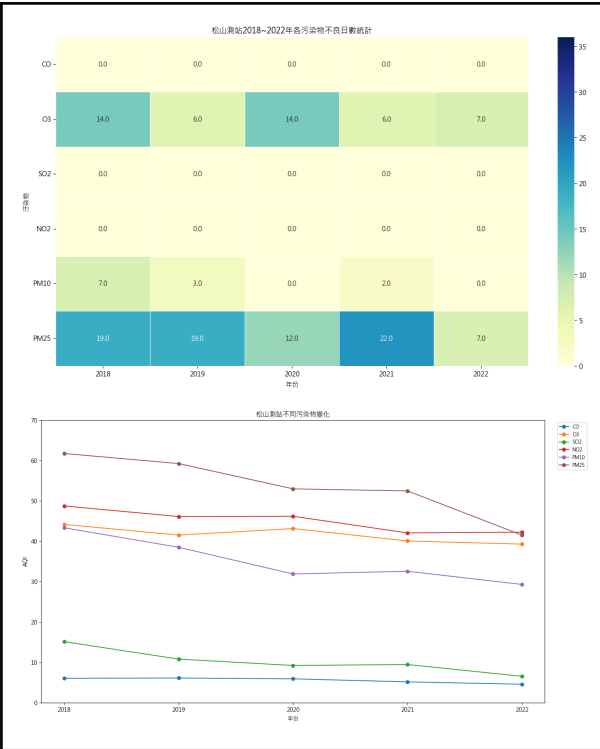 松山測站2018~2022年各污染物不良日數統計
CO 0.0 0.0 0.0 0.0 0.0
O3 14.0 6.0 14.0 6.0 7.0
SO2 0.0 0.0 0.0 0.0 0.0
NO2 0.0 0.0 0.0 0.0 0.0
PM10 7.0 3.0 0.0 2.0 0.0
PM25 19.0 19.0 12.0 22.0 7.0
污染物
2018 2019 2020 2021 2022
年份
35
30
25
20
15
10
5
0
松山測站不同污染物變化
70
60
50
40
30
20
10
0
AQI
2018 2019 2020 2021 2022
年份
CO
O3
SO2
NO2
PM10
PM25